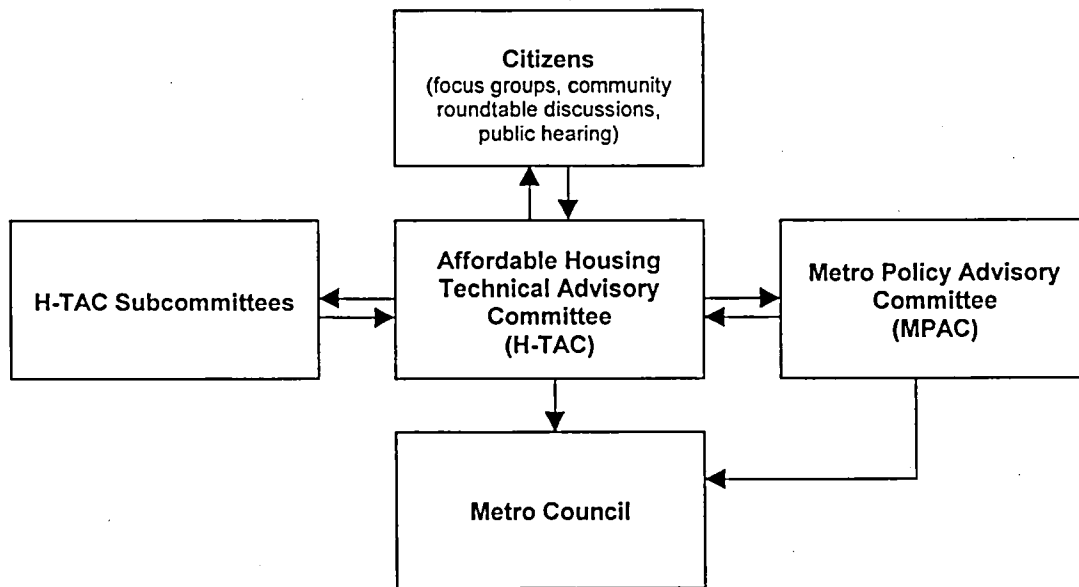 Citizens
(focus groups, community
roundtable discussions,
public hearing)
H-TAC Subcommittees
Affordable Housing
Technical Advisory
Committee
(H-TAC)
Metro Policy Advisory
Committee
(MPAC)
Metro Council